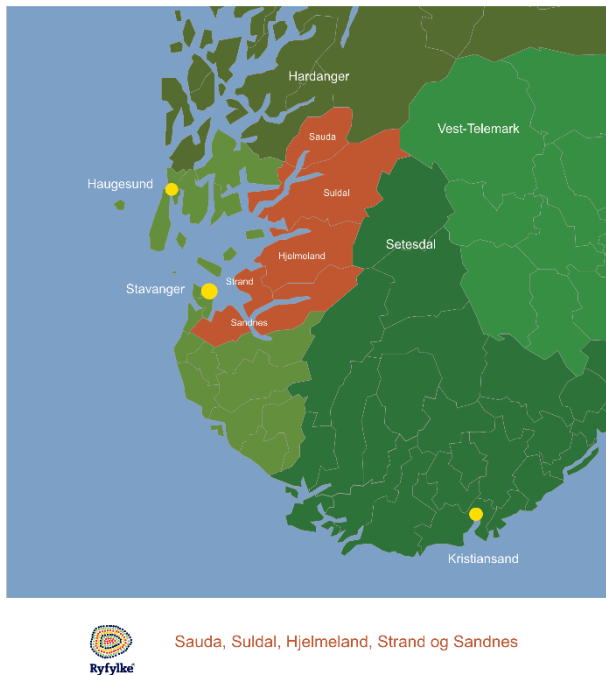 Hardanger
Vest-Telemark
Sauda
Haugesund
Suldal
Setesdal
Hjelmeland
Strand
Stavanger
Sandnes
Kristiansand
Sauda, Suldal, Hjelmeland, Strand og Sandnes
Ryfylke